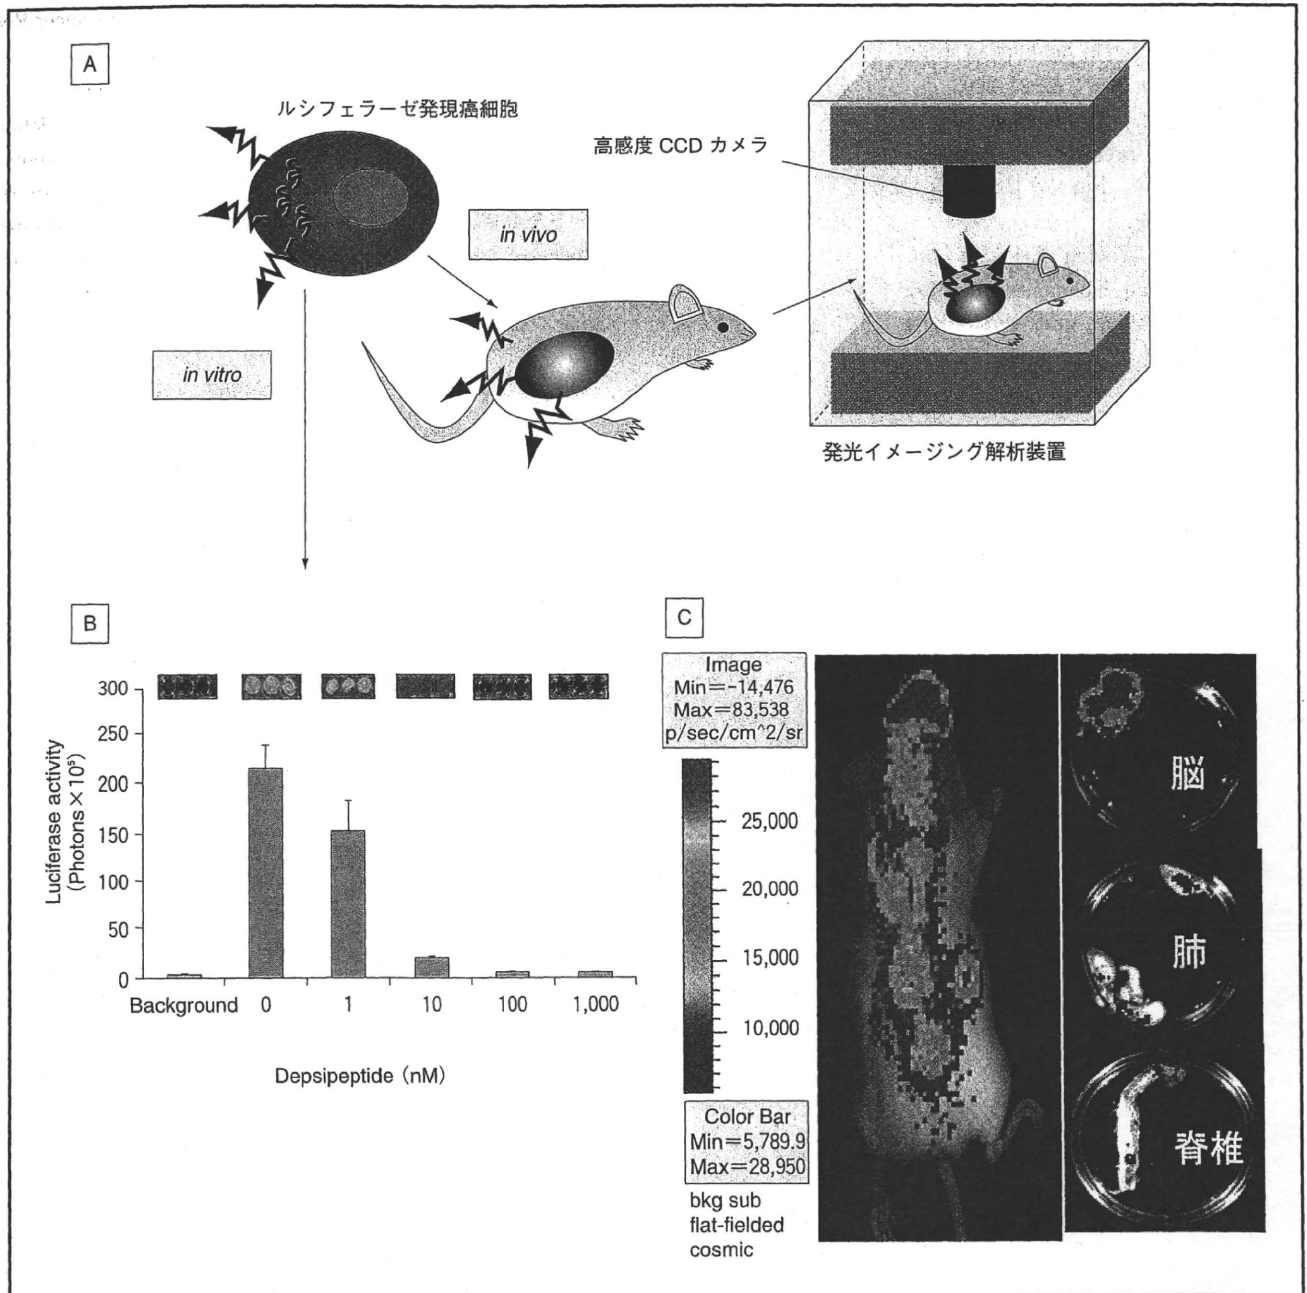 A
ルシフェラーゼ発現癌細胞
高感度 CCD カメラ
in vivo
in vitro
発光イメージング解析装置
B
Luciferase activity
(Photons×10⁵)
300
250
200
150
100
50
0
Background 0 1 10 100 1,000
Depsipeptide (nM)
C
Image
Min=-14,476
Max=83,538
p/sec/cm^2/sr
25,000
20,000
15,000
10,000
Color Bar
Min=5,789.9
Max=28,950
bkg sub
flat-fielded
cosmic
脳
肺
脊椎